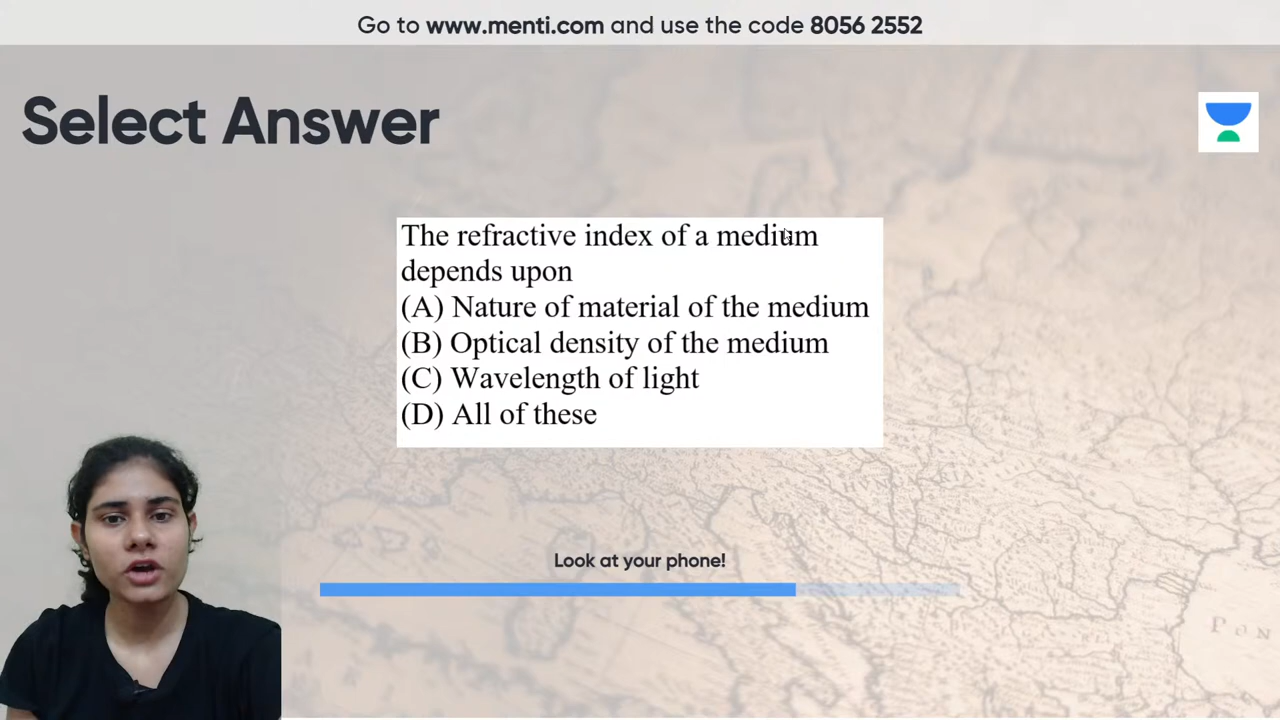 Go to www.menti.com and use the code 8056 2552
Select Answer
The refractive index of a medium
depends upon
(A) Nature of material of the medium
(B) Optical density of the medium
(C) Wavelength of light
(D) All of these
Look at your phone!
PON